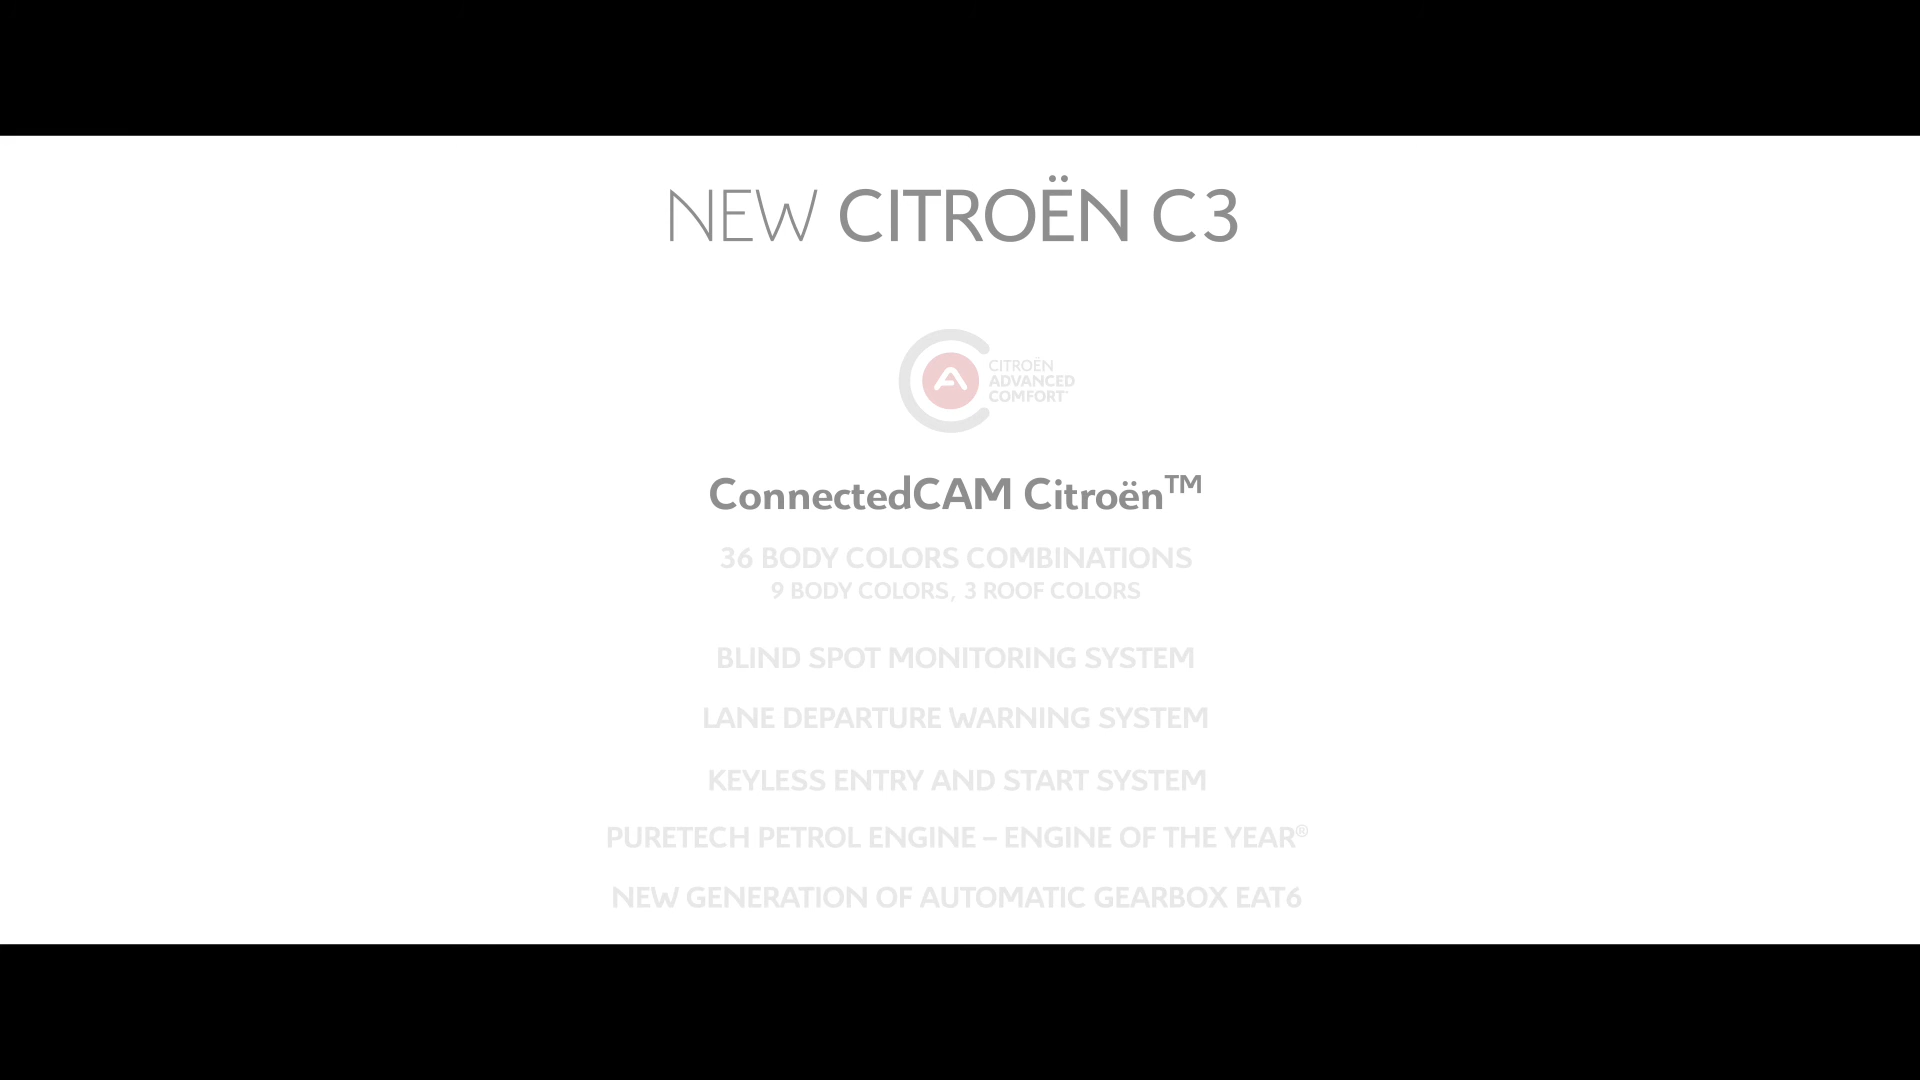 NEW CITROËN C3
CITROËN
ADVANCED
COMFORT™
ConnectedCAM Citroën™
36 BODY COLORS COMBINATIONS
9 BODY COLORS, 3 ROOF COLORS
BLIND SPOT MONITORING SYSTEM
LANE DEPARTURE WARNING SYSTEM
KEYLESS ENTRY AND START SYSTEM
PURETECH PETROL ENGINE – ENGINE OF THE YEAR®
NEW GENERATION OF AUTOMATIC GEARBOX EAT6